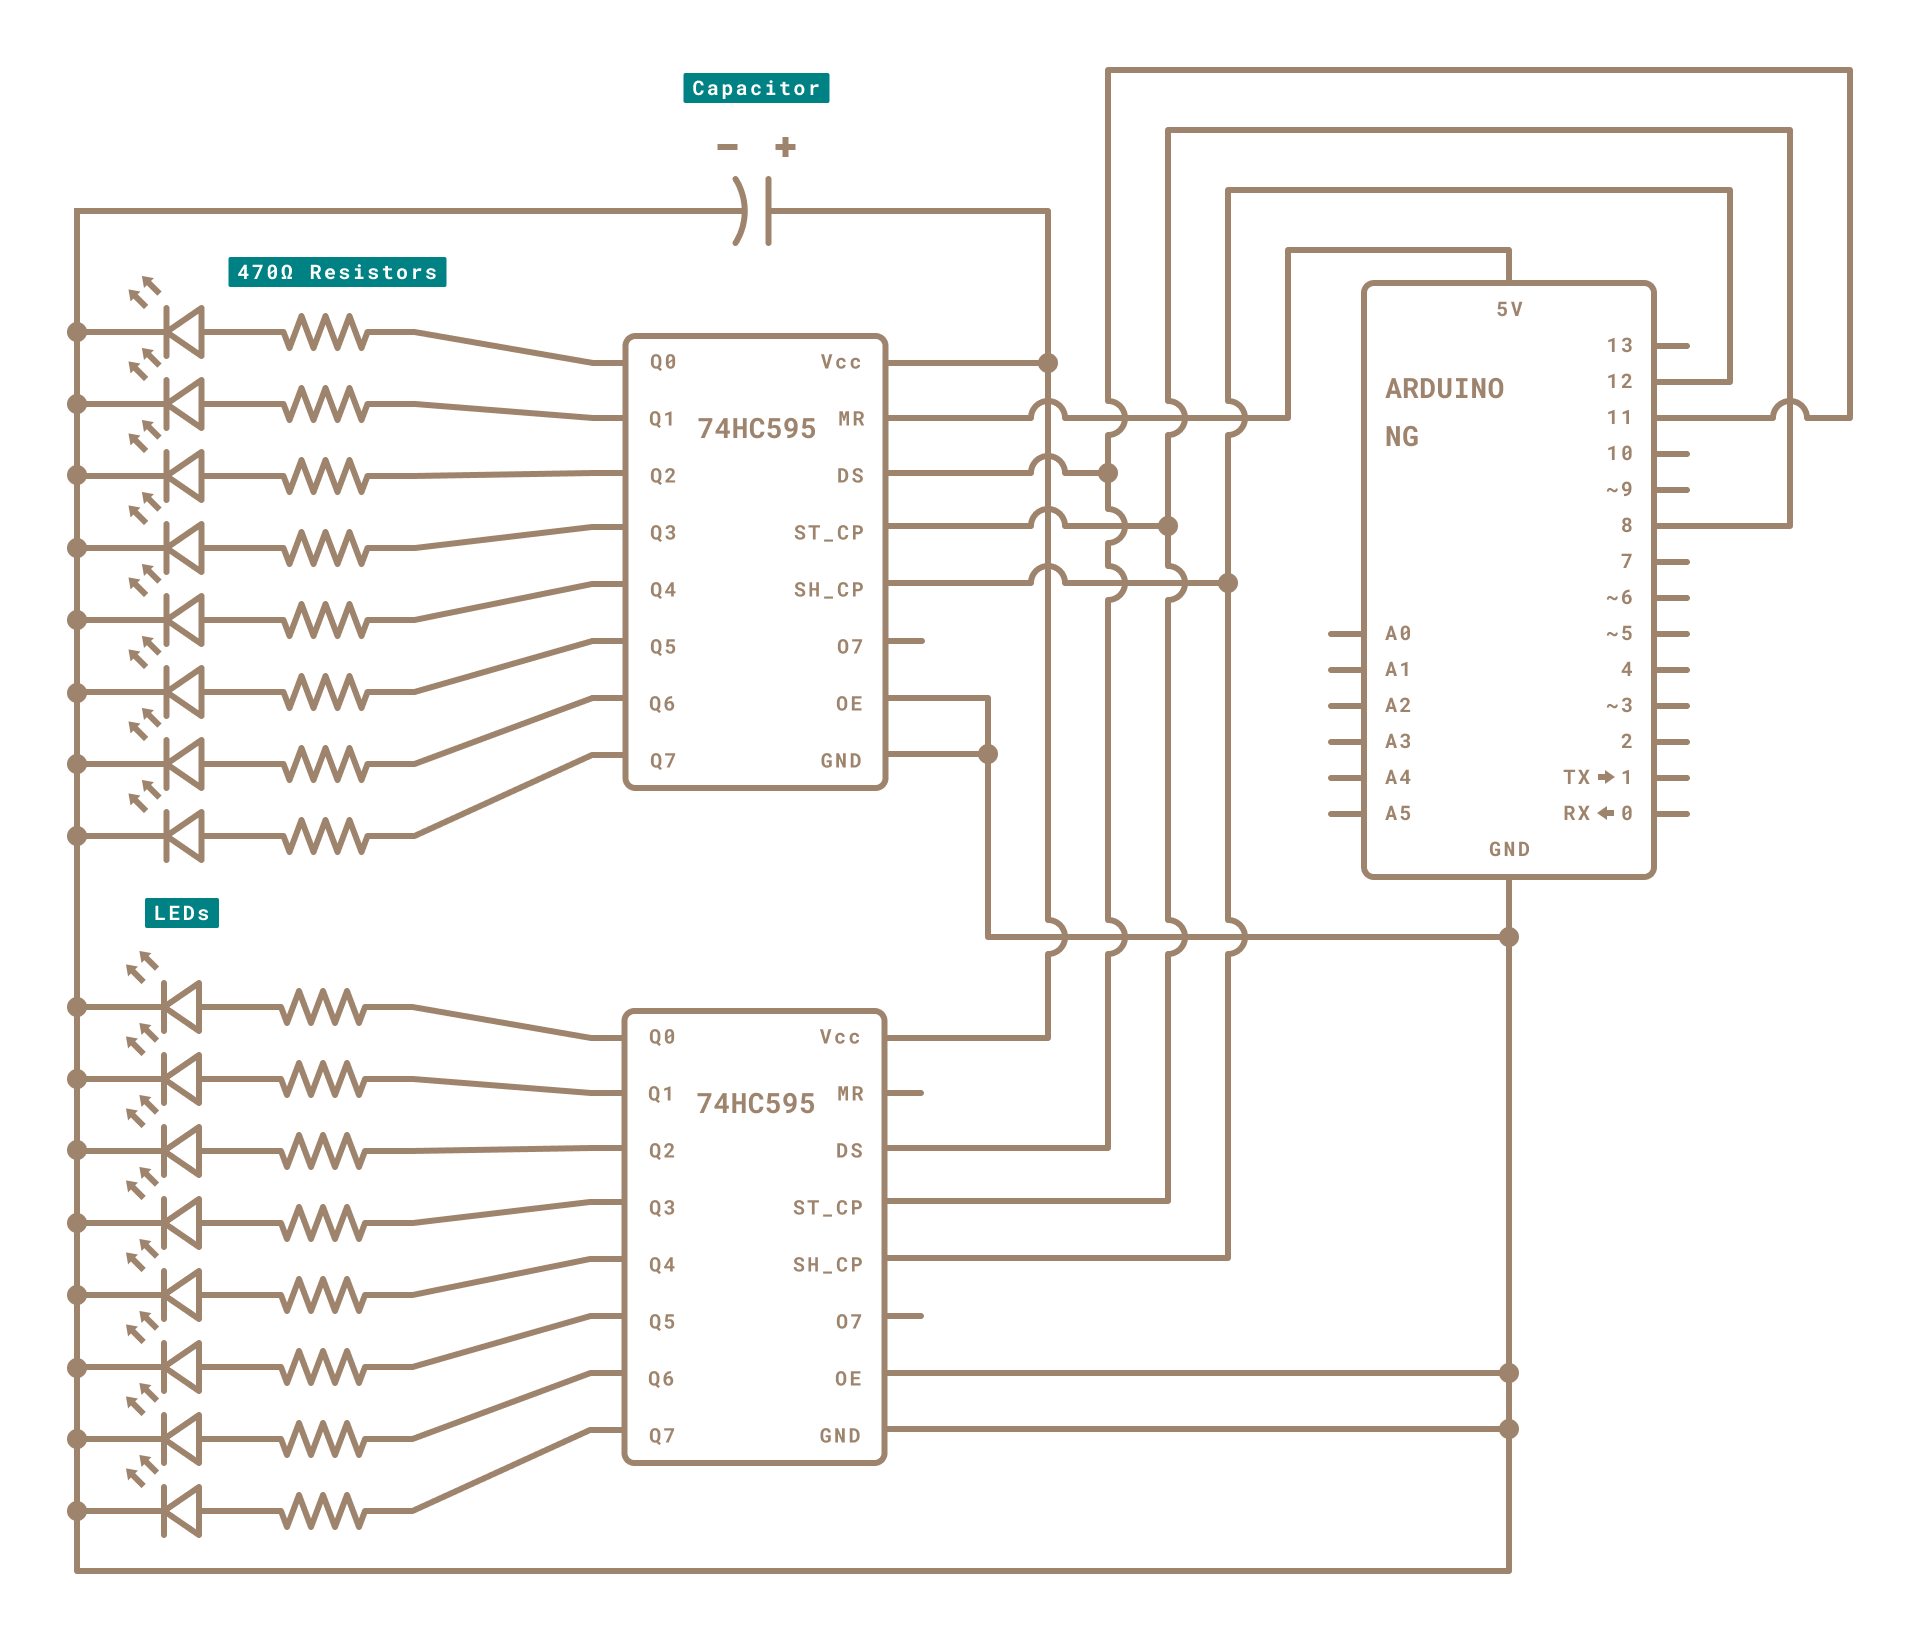 Capacitor
− +
470Ω Resistors
Q0
Q1
Q2
Q3
Q4
Q5
Q6
Q7
74HC595
Vcc
MR
DS
ST_CP
SH_CP
O7
OE
GND
5V
ARDUINO
NG
13
12
11
10
~9
8
7
~6
~5
4
~3
2
TX → 1
RX ← 0
A0
A1
A2
A3
A4
A5
GND
LEDs
Q0
Q1
Q2
Q3
Q4
Q5
Q6
Q7
74HC595
Vcc
MR
DS
ST_CP
SH_CP
O7
OE
GND